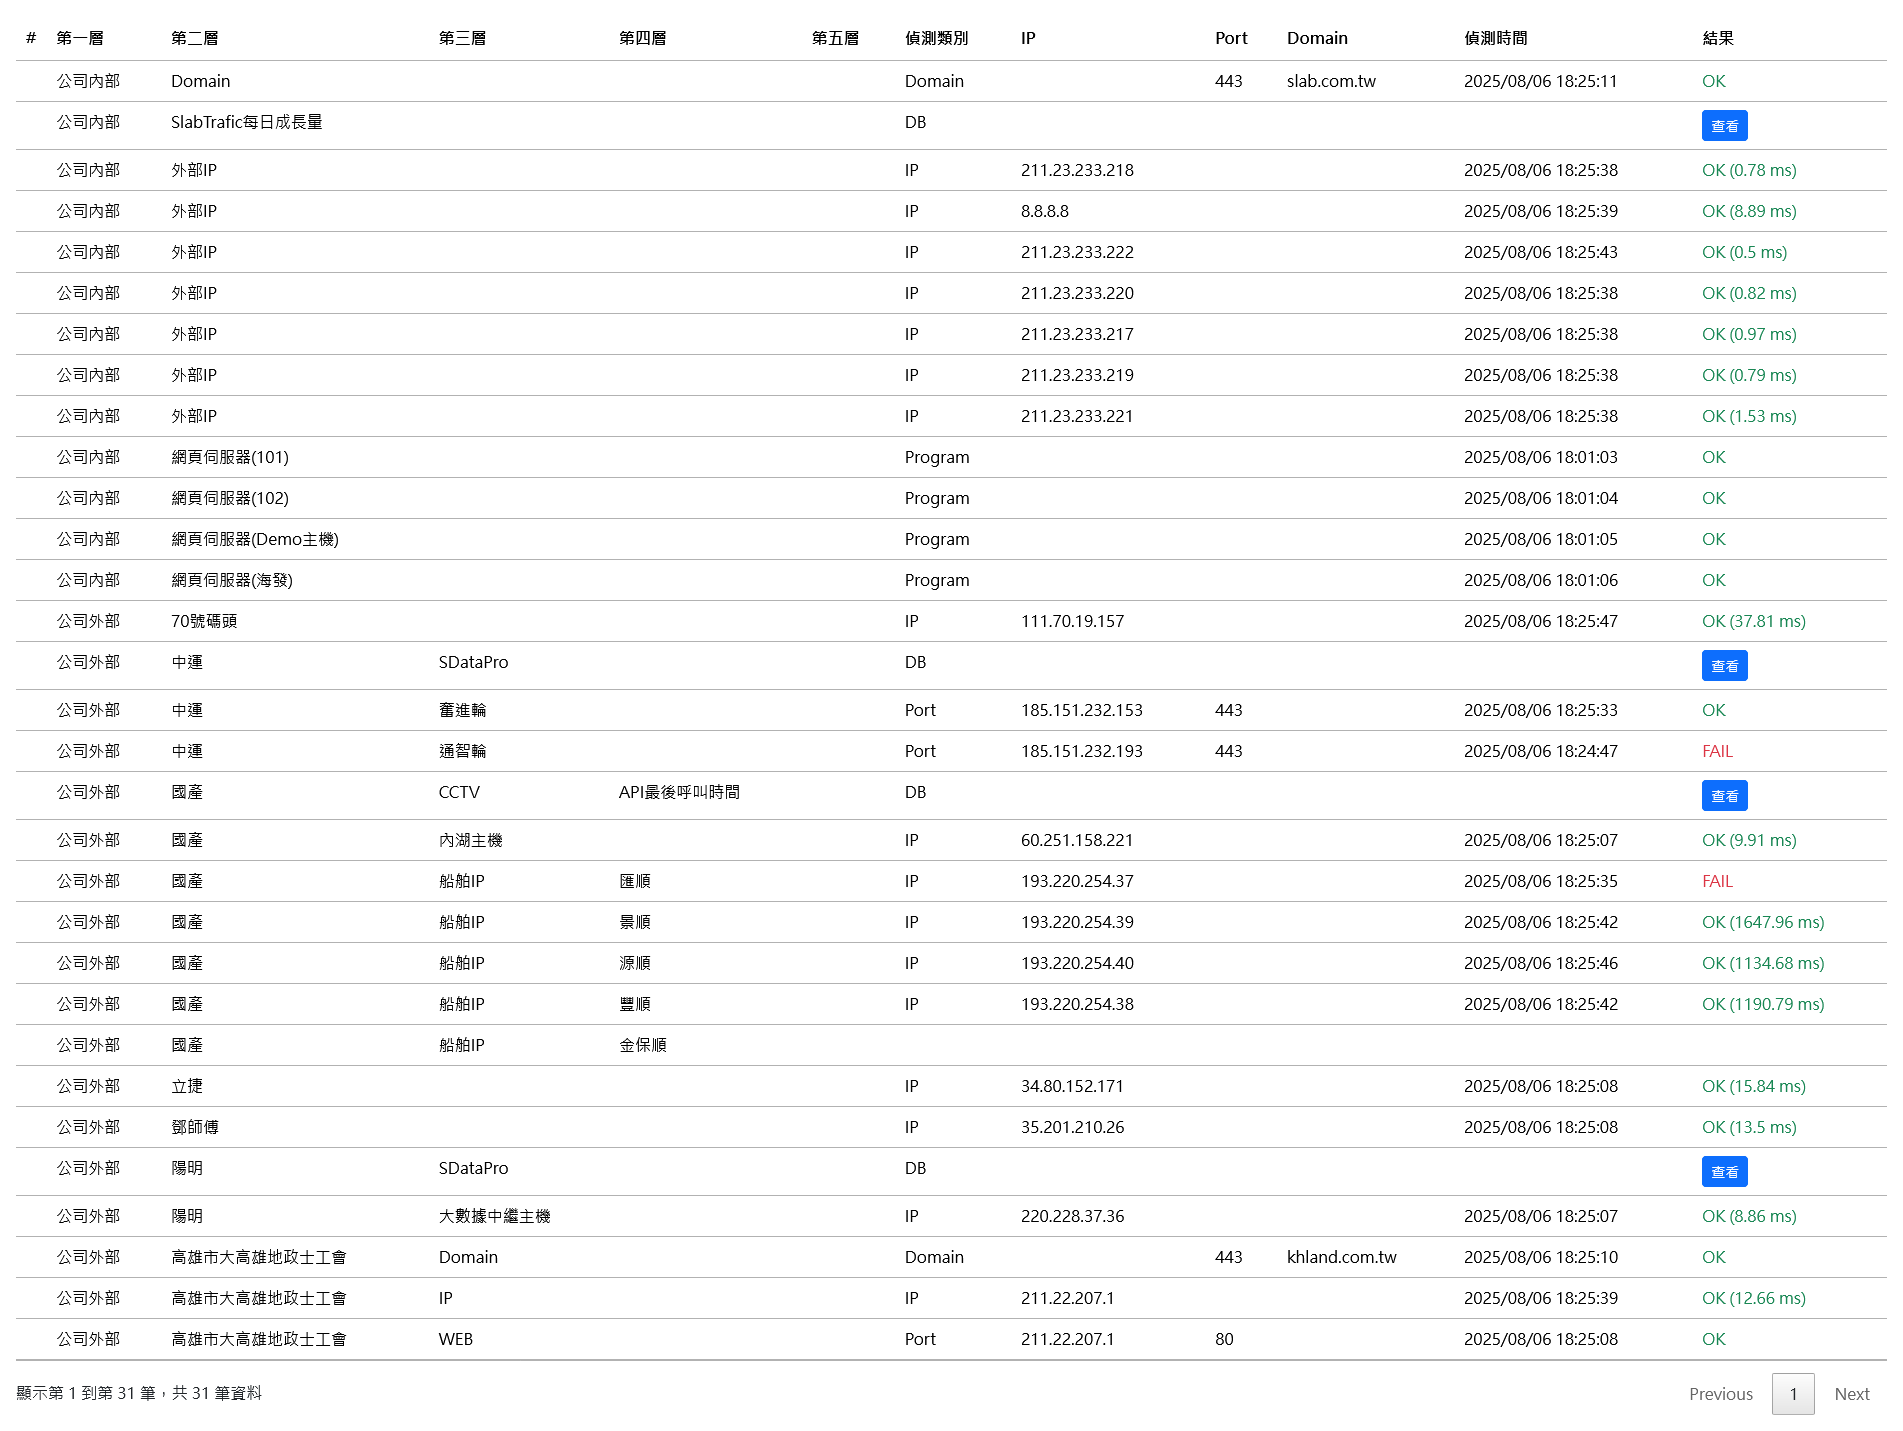 # 第一層 第二層 第三層 第四層 第五層 偵測類別 IP Port Domain 偵測時間 結果
公司內部 Domain Domain 443 slab.com.tw 2025/08/06 18:25:11 OK
公司內部 SlabTrafic每日成長量 DB 查看
公司內部 外部IP IP 211.23.233.218 2025/08/06 18:25:38 OK (0.78 ms)
公司內部 外部IP IP 8.8.8.8 2025/08/06 18:25:39 OK (8.89 ms)
公司內部 外部IP IP 211.23.233.222 2025/08/06 18:25:43 OK (0.5 ms)
公司內部 外部IP IP 211.23.233.220 2025/08/06 18:25:38 OK (0.82 ms)
公司內部 外部IP IP 211.23.233.217 2025/08/06 18:25:38 OK (0.97 ms)
公司內部 外部IP IP 211.23.233.219 2025/08/06 18:25:38 OK (0.79 ms)
公司內部 外部IP IP 211.23.233.221 2025/08/06 18:25:38 OK (1.53 ms)
公司內部 網頁伺服器(101) Program 2025/08/06 18:01:03 OK
公司內部 網頁伺服器(102) Program 2025/08/06 18:01:04 OK
公司內部 網頁伺服器(Demo主機) Program 2025/08/06 18:01:05 OK
公司內部 網頁伺服器(海發) Program 2025/08/06 18:01:06 OK
公司外部 70號碼頭 IP 111.70.19.157 2025/08/06 18:25:47 OK (37.81 ms)
公司外部 中運 SDataPro DB 查看
公司外部 中運 奮進輪 Port 185.151.232.153 443 2025/08/06 18:25:33 OK
公司外部 中運 通智輪 Port 185.151.232.193 443 2025/08/06 18:24:47 FAIL
公司外部 國產 CCTV API最後呼叫時間 DB 查看
公司外部 國產 內湖主機 IP 60.251.158.221 2025/08/06 18:25:07 OK (9.91 ms)
公司外部 國產 船舶IP 匯順 IP 193.220.254.37 2025/08/06 18:25:35 FAIL
公司外部 國產 船舶IP 景順 IP 193.220.254.39 2025/08/06 18:25:42 OK (1647.96 ms)
公司外部 國產 船舶IP 源順 IP 193.220.254.40 2025/08/06 18:25:46 OK (1134.68 ms)
公司外部 國產 船舶IP 豐順 IP 193.220.254.38 2025/08/06 18:25:42 OK (1190.79 ms)
公司外部 國產 船舶IP 金保順
公司外部 立捷 IP 34.80.152.171 2025/08/06 18:25:08 OK (15.84 ms)
公司外部 鄧師傅 IP 35.201.210.26 2025/08/06 18:25:08 OK (13.5 ms)
公司外部 陽明 SDataPro DB 查看
公司外部 陽明 大數據中繼主機 IP 220.228.37.36 2025/08/06 18:25:07 OK (8.86 ms)
公司外部 高雄市大高雄地政士工會 Domain Domain 443 khland.com.tw 2025/08/06 18:25:10 OK
公司外部 高雄市大高雄地政士工會 IP IP 211.22.207.1 2025/08/06 18:25:39 OK (12.66 ms)
公司外部 高雄市大高雄地政士工會 WEB Port 211.22.207.1 80 2025/08/06 18:25:08 OK
顯示第 1 到第 31 筆，共 31 筆資料 Previous 1 Next